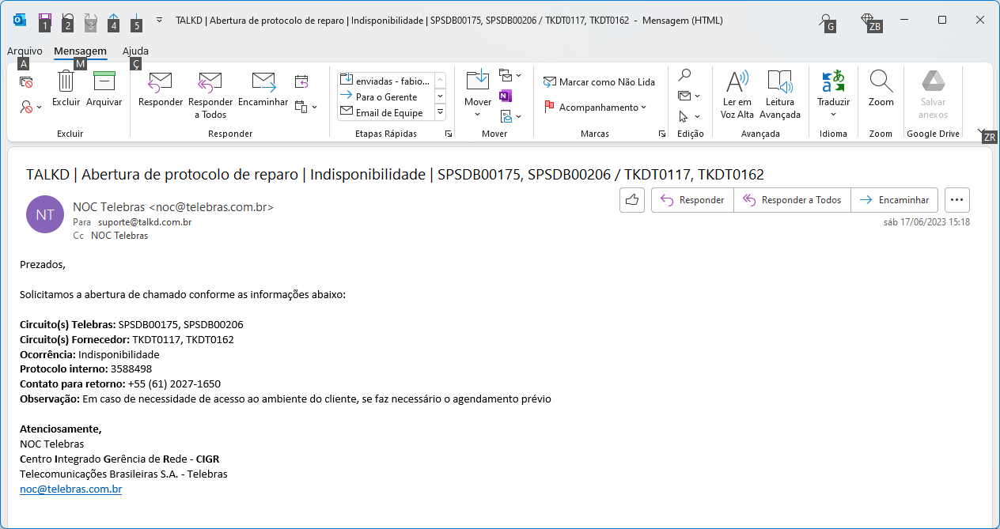 1 2 3 4 5 TALKD | Abertura de protocolo de reparo | Indisponibilidade | SPSDB00175, SPSDB00206 / TKDT0117, TKDT0162 - Mensagem (HTML) G ZB
Arquivo Mensagem Ajuda
A M Ç
Excluir Arquivar Responder Responder a Todos Encaminhar
enviadas - fabio...
Para o Gerente
Email de Equipe
Mover
Marcar como Não Lida
Acompanhamento
Ler em Voz Alta Leitura Avançada Traduzir Zoom Salvar anexos
Excluir Responder Etapas Rápidas Mover Marcas Edição Avançada Idioma Zoom Google Drive ZR
TALKD | Abertura de protocolo de reparo | Indisponibilidade | SPSDB00175, SPSDB00206 / TKDT0117, TKDT0162
NT
NOC Telebras <noc@telebras.com.br>
Responder Responder a Todos Encaminhar
Para suporte@talkd.com.br
sáb 17/06/2023 15:18
Cc NOC Telebras
Prezados,
Solicitamos a abertura de chamado conforme as informações abaixo:
Circuito(s) Telebras: SPSDB00175, SPSDB00206
Circuito(s) Fornecedor: TKDT0117, TKDT0162
Ocorrência: Indisponibilidade
Protocolo interno: 3588498
Contato para retorno: +55 (61) 2027-1650
Observação: Em caso de necessidade de acesso ao ambiente do cliente, se faz necessário o agendamento prévio
Atenciosamente,
NOC Telebras
Centro Integrado Gerência de Rede - CIGR
Telecomunicações Brasileiras S.A. - Telebras
noc@telebras.com.br